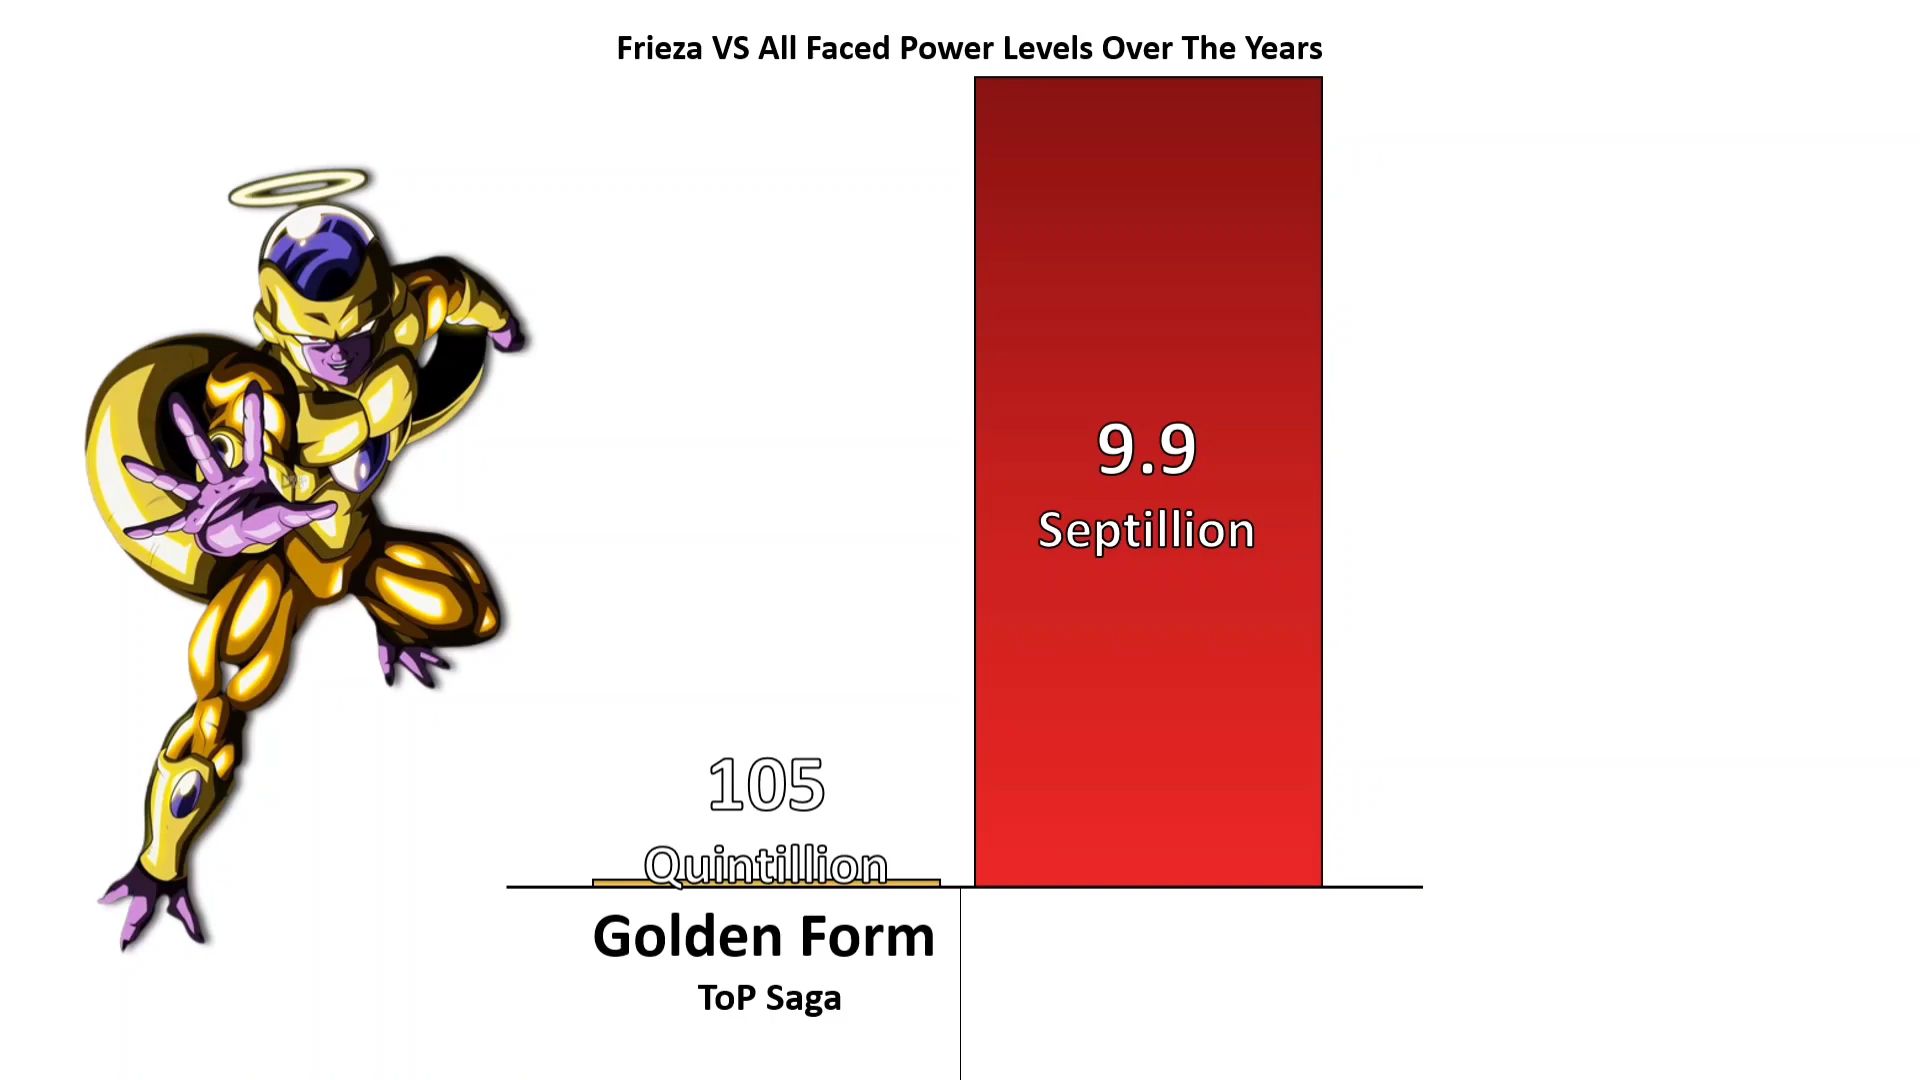 Frieza VS All Faced Power Levels Over The Years
9.9
Septillion
105
Quintillion
Golden Form
ToP Saga